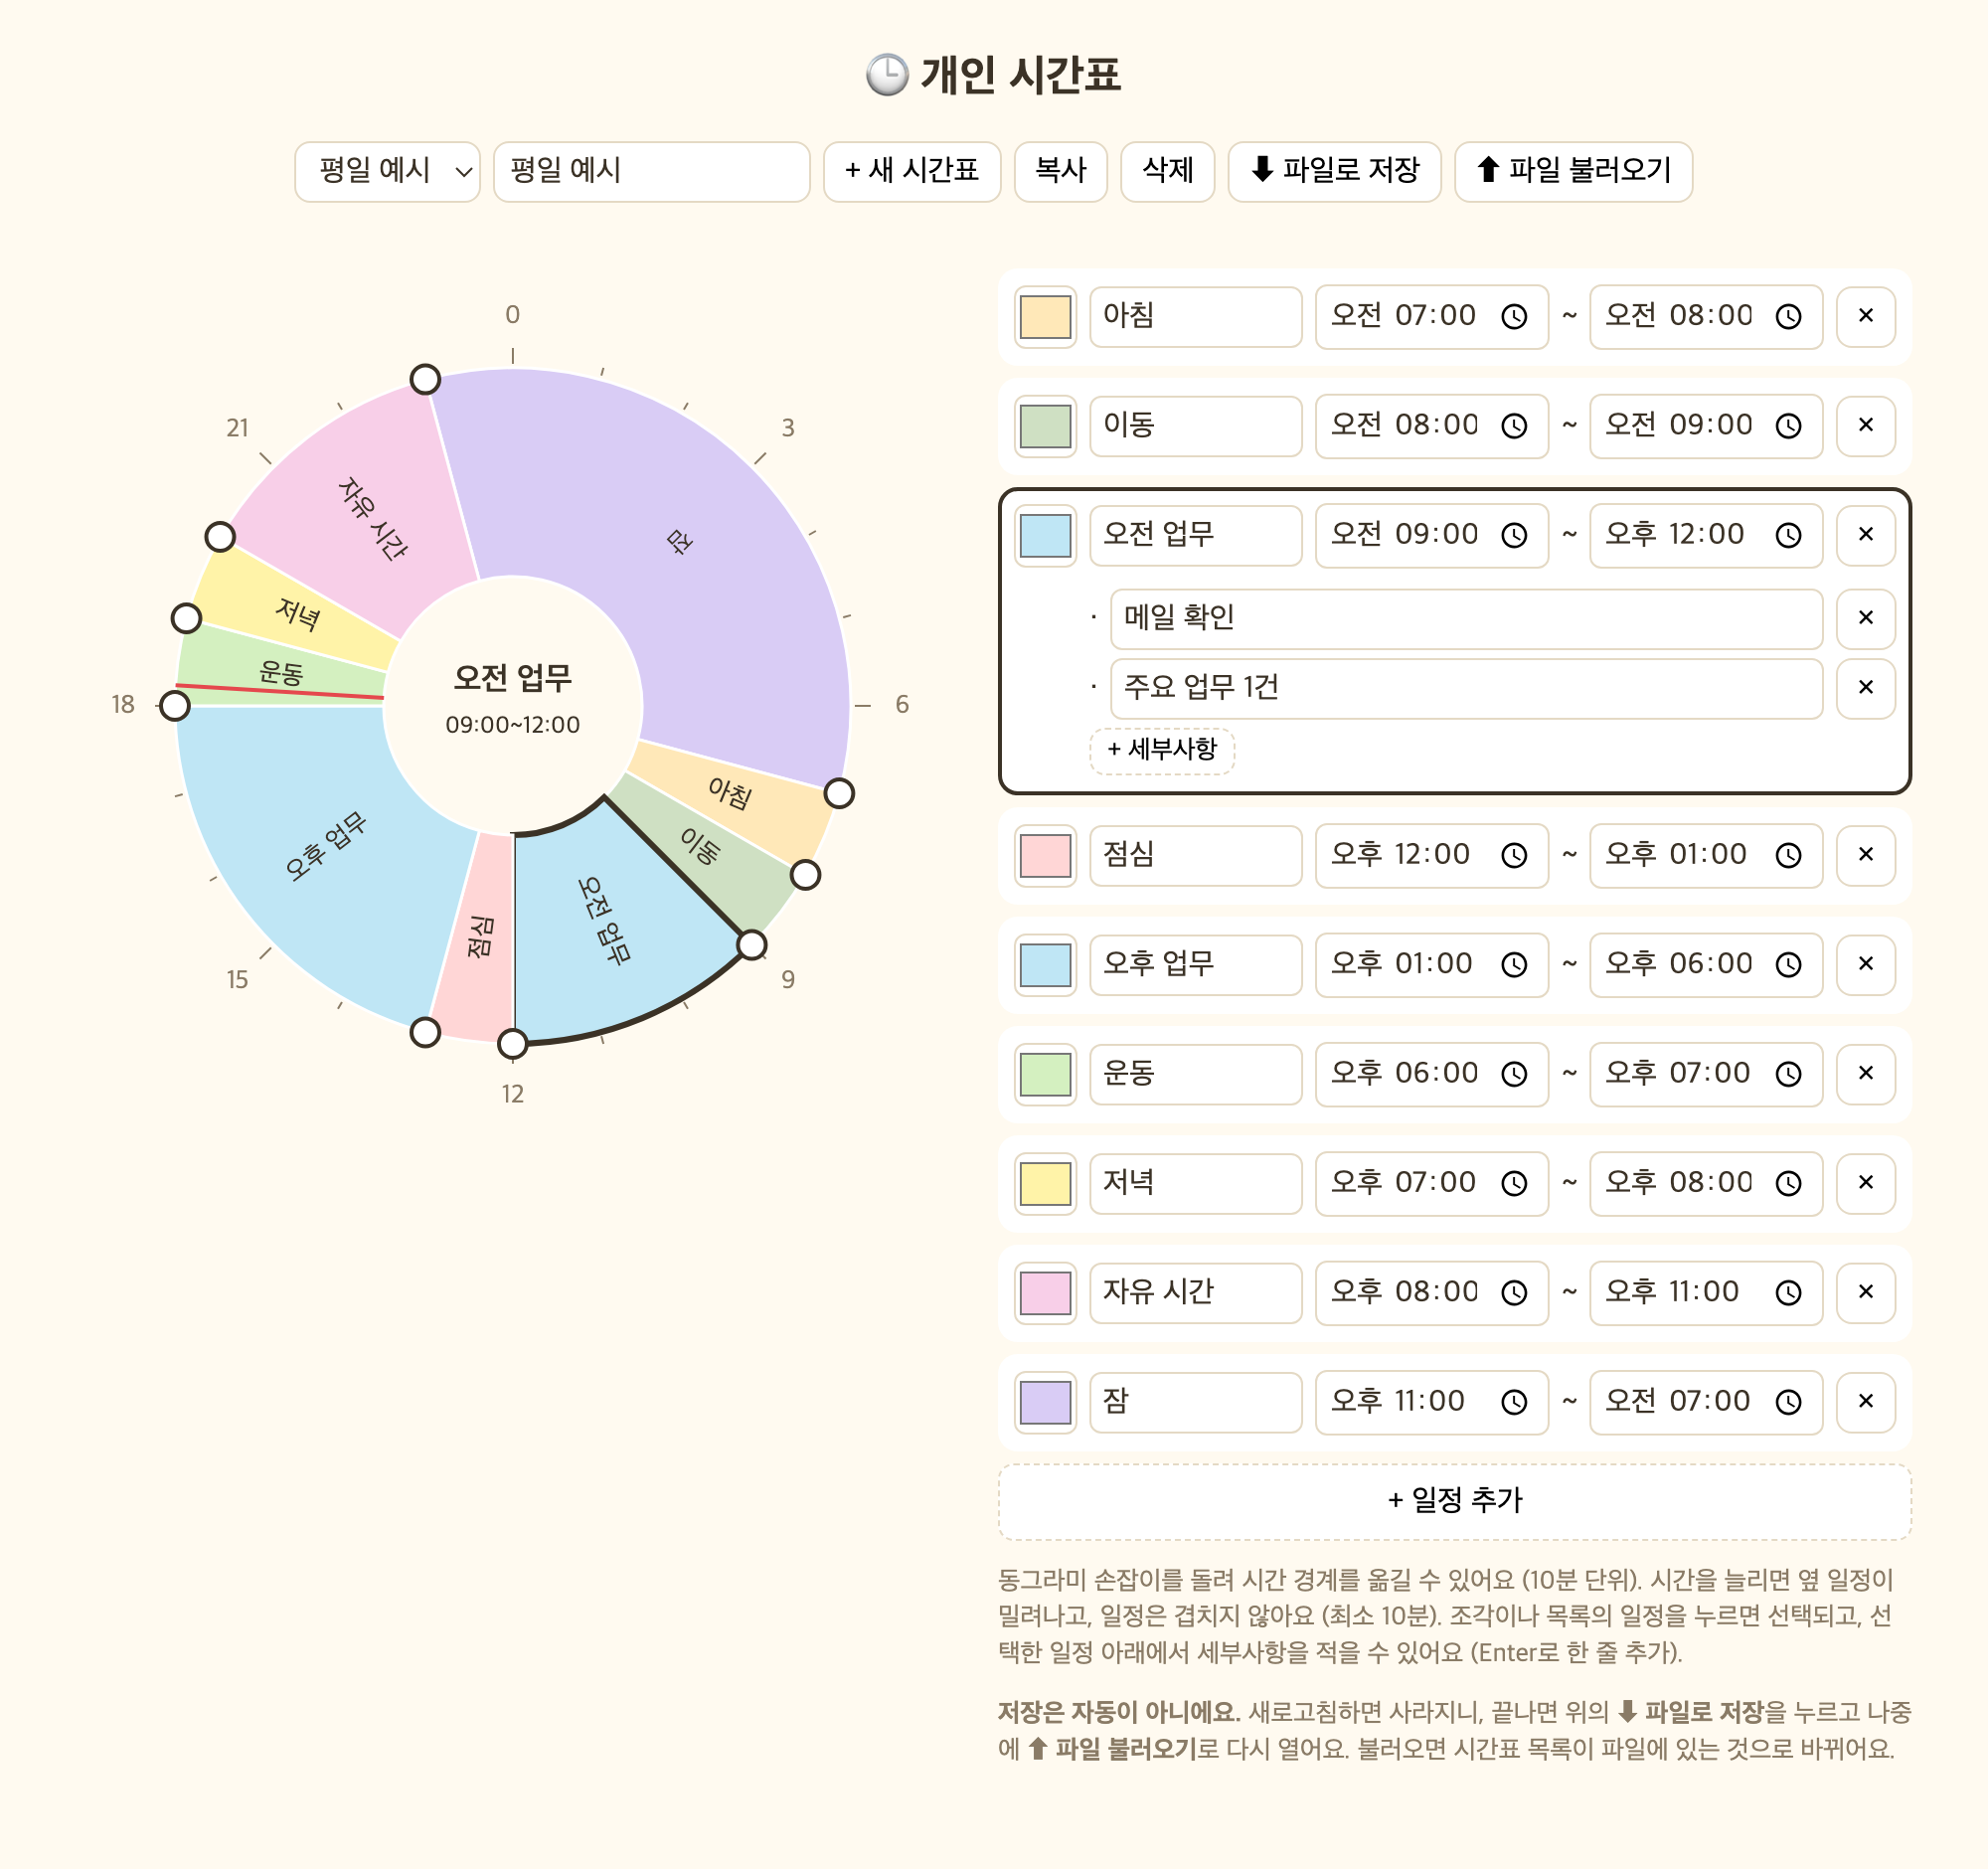 개인 시간표
평일 예시
평일 예시
+ 새 시간표
복사
삭제
⬇ 파일로 저장
⬆ 파일 불러오기
0
3
6
9
12
15
18
21
잠
아침
이동
오전 업무
점심
오후 업무
운동
저녁
자유 시간
오전 업무
09:00~12:00
아침 오전 07:00 ~ 오전 08:00 ×
이동 오전 08:00 ~ 오전 09:00 ×
오전 업무 오전 09:00 ~ 오후 12:00 ×
· 메일 확인 ×
· 주요 업무 1건 ×
+ 세부사항
점심 오후 12:00 ~ 오후 01:00 ×
오후 업무 오후 01:00 ~ 오후 06:00 ×
운동 오후 06:00 ~ 오후 07:00 ×
저녁 오후 07:00 ~ 오후 08:00 ×
자유 시간 오후 08:00 ~ 오후 11:00 ×
잠 오후 11:00 ~ 오전 07:00 ×
+ 일정 추가
동그라미 손잡이를 돌려 시간 경계를 옮길 수 있어요 (10분 단위). 시간을 늘리면 옆 일정이
밀려나고, 일정은 겹치지 않아요 (최소 10분). 조각이나 목록의 일정을 누르면 선택되고, 선
택한 일정 아래에서 세부사항을 적을 수 있어요 (Enter로 한 줄 추가).
저장은 자동이 아니에요. 새로고침하면 사라지니, 끝나면 위의 ⬇ 파일로 저장을 누르고 나중
에 ⬆ 파일 불러오기로 다시 열어요. 불러오면 시간표 목록이 파일에 있는 것으로 바뀌어요.